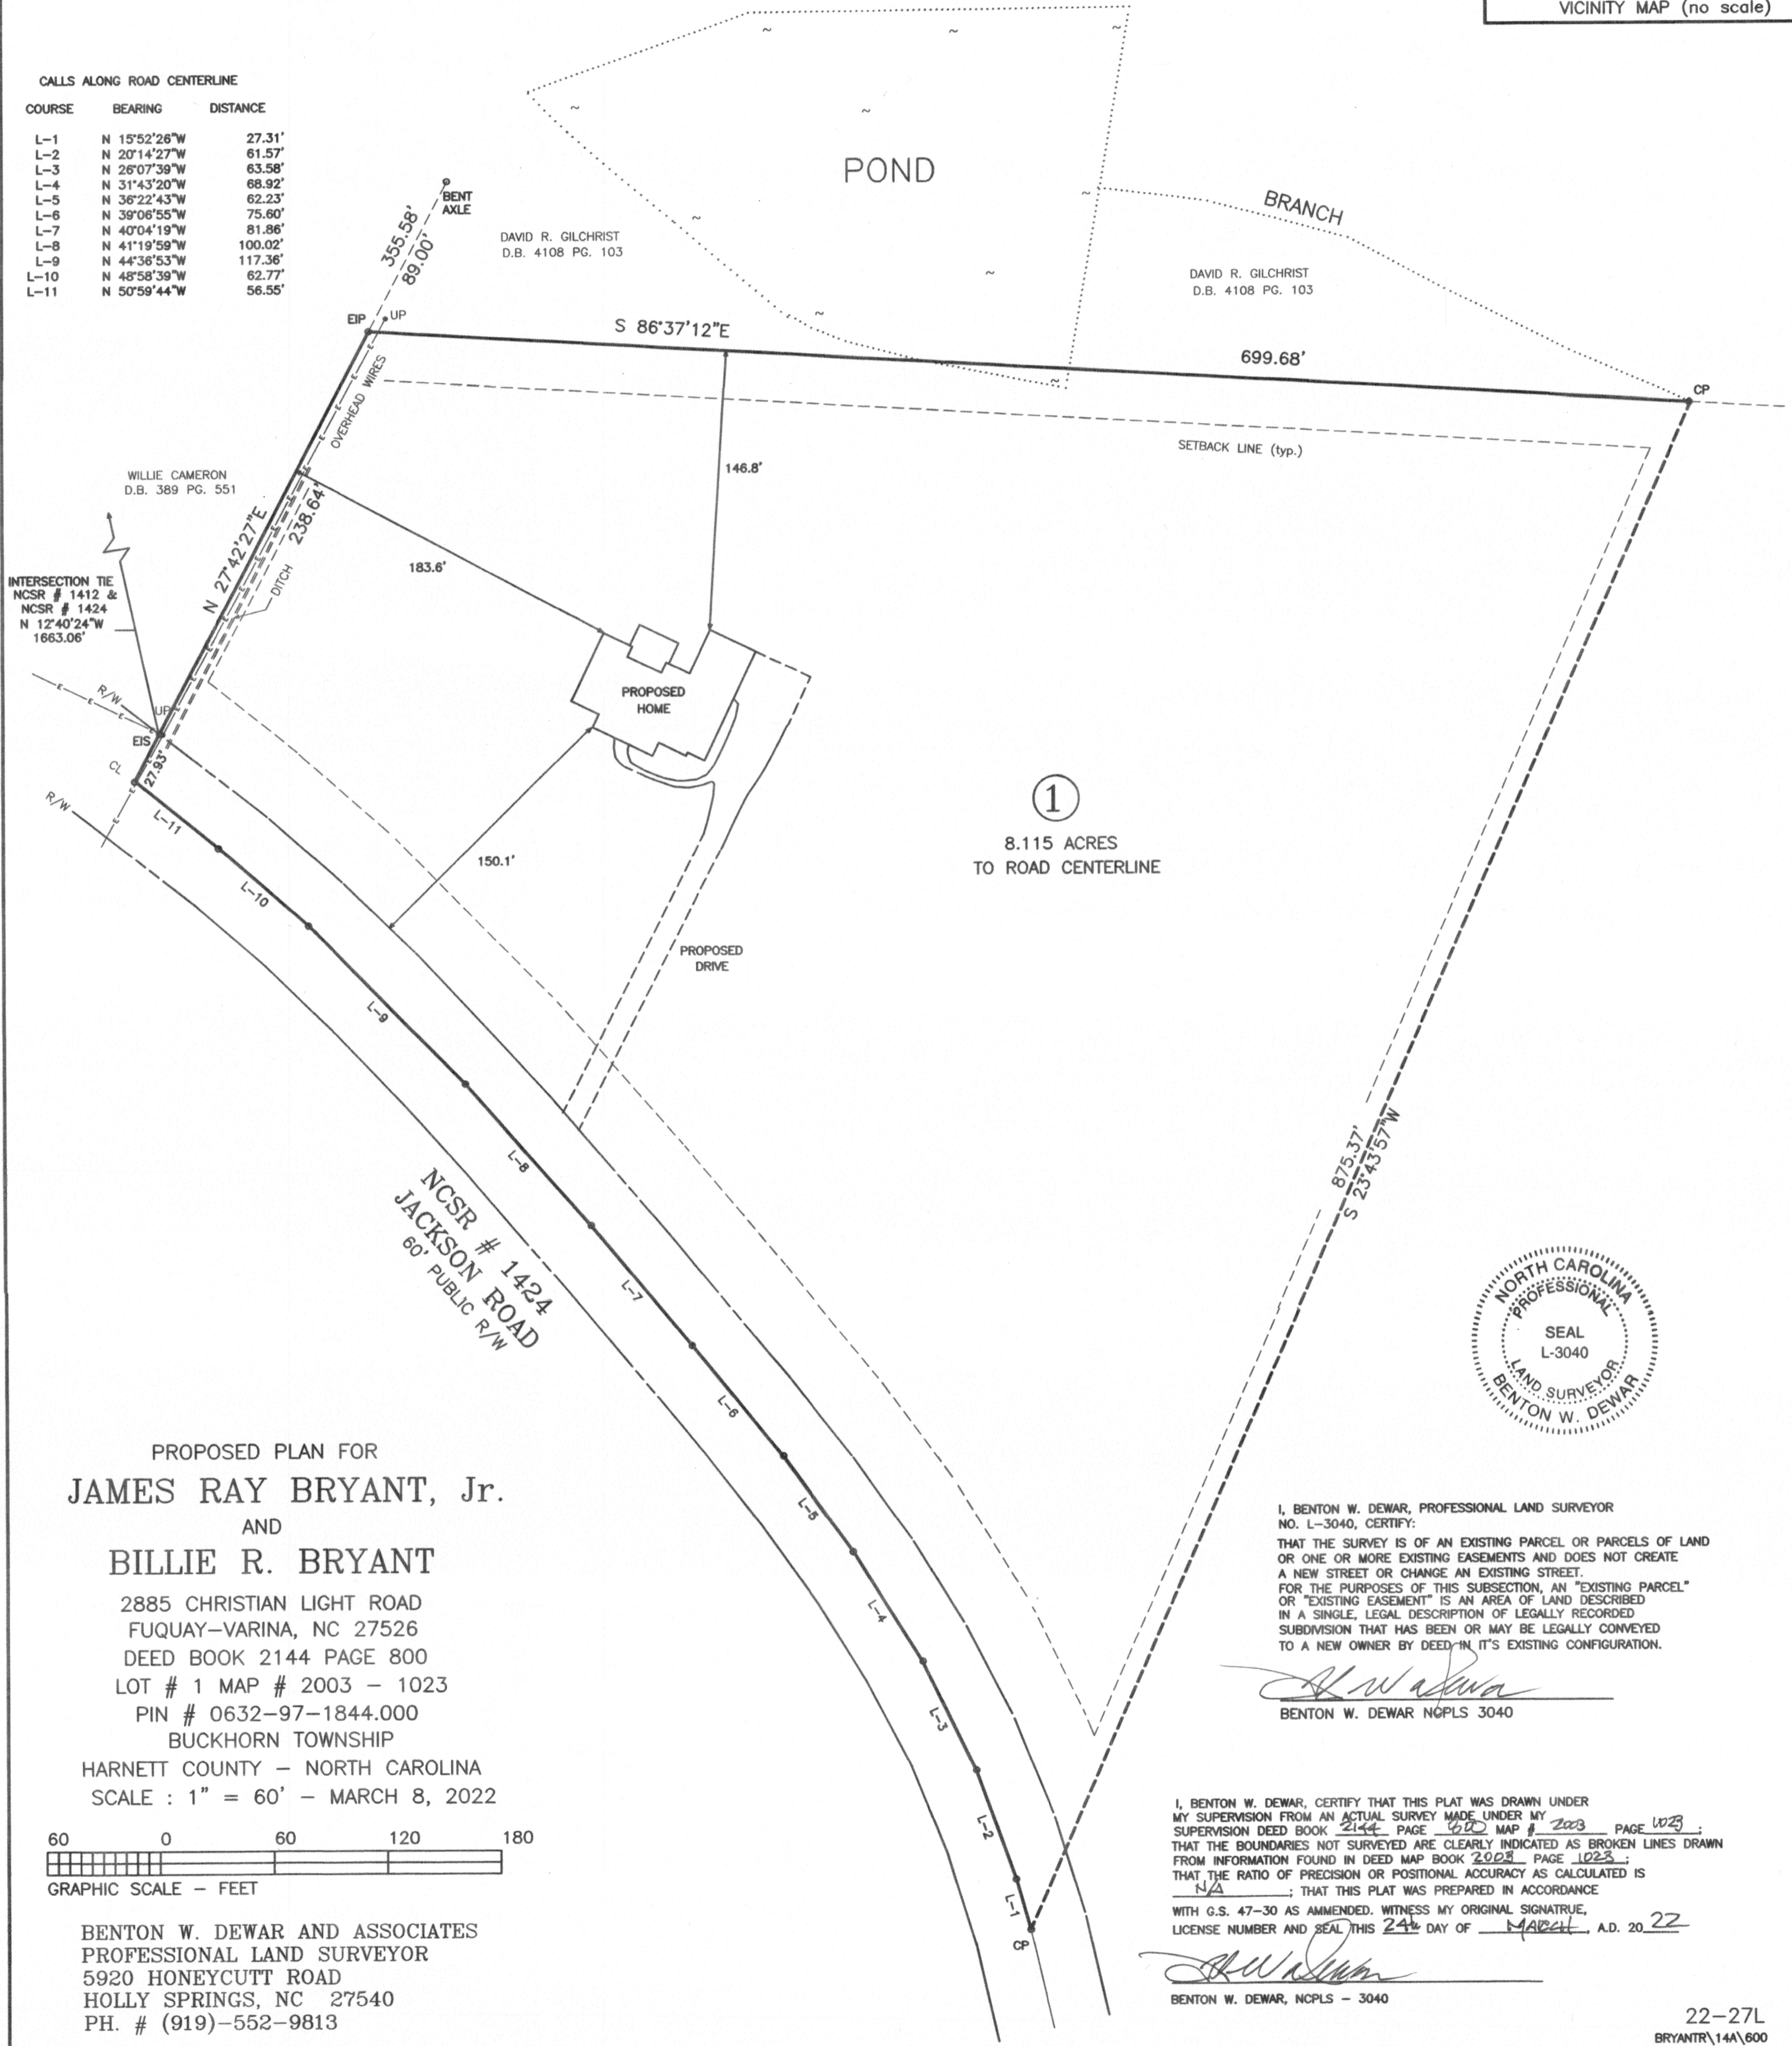 VICINITY MAP (no scale)
CALLS ALONG ROAD CENTERLINE
COURSE BEARING DISTANCE
L-1 N 15°52'26"W 27.31'
L-2 N 20°14'27"W 61.57'
L-3 N 26°07'39"W 63.58'
L-4 N 31°43'20"W 68.92'
L-5 N 36°22'43"W 62.23'
L-6 N 39°06'55"W 75.60'
L-7 N 40°04'19"W 81.86'
L-8 N 41°19'59"W 100.02'
L-9 N 44°36'53"W 117.36'
L-10 N 48°58'39"W 62.77'
L-11 N 50°59'44"W 56.55'
POND
BRANCH
BENT
AXLE
355.58'
89.00'
DAVID R. GILCHRIST
D.B. 4108 PG. 103
DAVID R. GILCHRIST
D.B. 4108 PG. 103
EIP
UP
S 86°37'12"E
699.68'
CP
OVERHEAD WIRES
SETBACK LINE (typ.)
146.8'
WILLIE CAMERON
D.B. 389 PG. 551
N 27°42'27"E
238.64'
DITCH
183.6'
INTERSECTION TIE
NCSR # 1412 &
NCSR # 1424
N 12°40'24"W
1663.06'
R/W
UP
EIS
CL
27.93'
R/W
PROPOSED
HOME
1
8.115 ACRES
TO ROAD CENTERLINE
150.1'
PROPOSED
DRIVE
L-11
L-10
L-9
L-8
L-7
L-6
L-5
L-4
L-3
L-2
L-1
CP
875.37'
S 23°43'57"W
NCSR # 1424
JACKSON ROAD
60' PUBLIC R/W
NORTH CAROLINA
PROFESSIONAL
SEAL
L-3040
LAND SURVEYOR
BENTON W. DEWAR
PROPOSED PLAN FOR
JAMES RAY BRYANT, Jr.
AND
BILLIE R. BRYANT
2885 CHRISTIAN LIGHT ROAD
FUQUAY-VARINA, NC 27526
DEED BOOK 2144 PAGE 800
LOT # 1 MAP # 2003 - 1023
PIN # 0632-97-1844.000
BUCKHORN TOWNSHIP
HARNETT COUNTY - NORTH CAROLINA
SCALE : 1" = 60' - MARCH 8, 2022
60 0 60 120 180
GRAPHIC SCALE - FEET
BENTON W. DEWAR AND ASSOCIATES
PROFESSIONAL LAND SURVEYOR
5920 HONEYCUTT ROAD
HOLLY SPRINGS, NC 27540
PH. # (919)-552-9813
I, BENTON W. DEWAR, PROFESSIONAL LAND SURVEYOR
NO. L-3040, CERTIFY:
THAT THE SURVEY IS OF AN EXISTING PARCEL OR PARCELS OF LAND
OR ONE OR MORE EXISTING EASEMENTS AND DOES NOT CREATE
A NEW STREET OR CHANGE AN EXISTING STREET.
FOR THE PURPOSES OF THIS SUBSECTION, AN "EXISTING PARCEL"
OR "EXISTING EASEMENT" IS AN AREA OF LAND DESCRIBED
IN A SINGLE, LEGAL DESCRIPTION OF LEGALLY RECORDED
SUBDIVISION THAT HAS BEEN OR MAY BE LEGALLY CONVEYED
TO A NEW OWNER BY DEED IN IT'S EXISTING CONFIGURATION.
BENTON W. DEWAR NCPLS 3040
I, BENTON W. DEWAR, CERTIFY THAT THIS PLAT WAS DRAWN UNDER
MY SUPERVISION FROM AN ACTUAL SURVEY MADE UNDER MY
SUPERVISION DEED BOOK 2144 PAGE 800 MAP # 2003 PAGE 1023 ;
THAT THE BOUNDARIES NOT SURVEYED ARE CLEARLY INDICATED AS BROKEN LINES DRAWN
FROM INFORMATION FOUND IN DEED MAP BOOK 2003 PAGE 1023 ;
THAT THE RATIO OF PRECISION OR POSITIONAL ACCURACY AS CALCULATED IS
N/A ; THAT THIS PLAT WAS PREPARED IN ACCORDANCE
WITH G.S. 47-30 AS AMMENDED. WITNESS MY ORIGINAL SIGNATRUE,
LICENSE NUMBER AND SEAL THIS 24th DAY OF MARCH, A.D. 20 22
BENTON W. DEWAR, NCPLS - 3040
22-27L
BRYANTR\14A\600